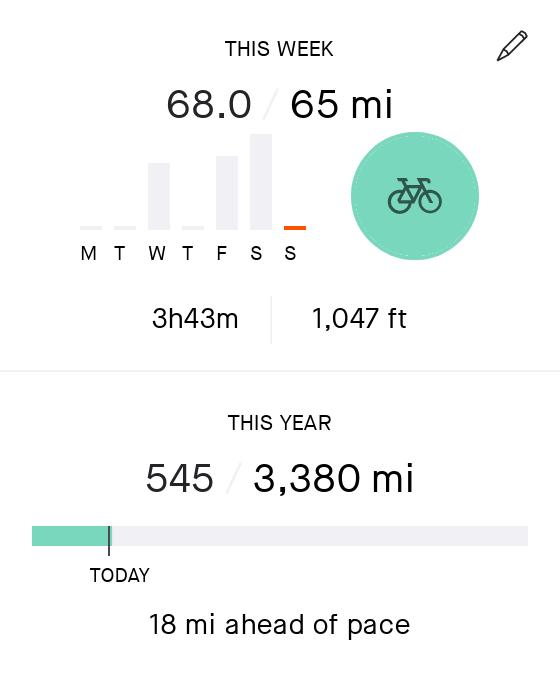 THIS WEEK
68.0 / 65 mi
M T W T F S S
3h43m 1,047 ft
THIS YEAR
545 / 3,380 mi
TODAY
18 mi ahead of pace